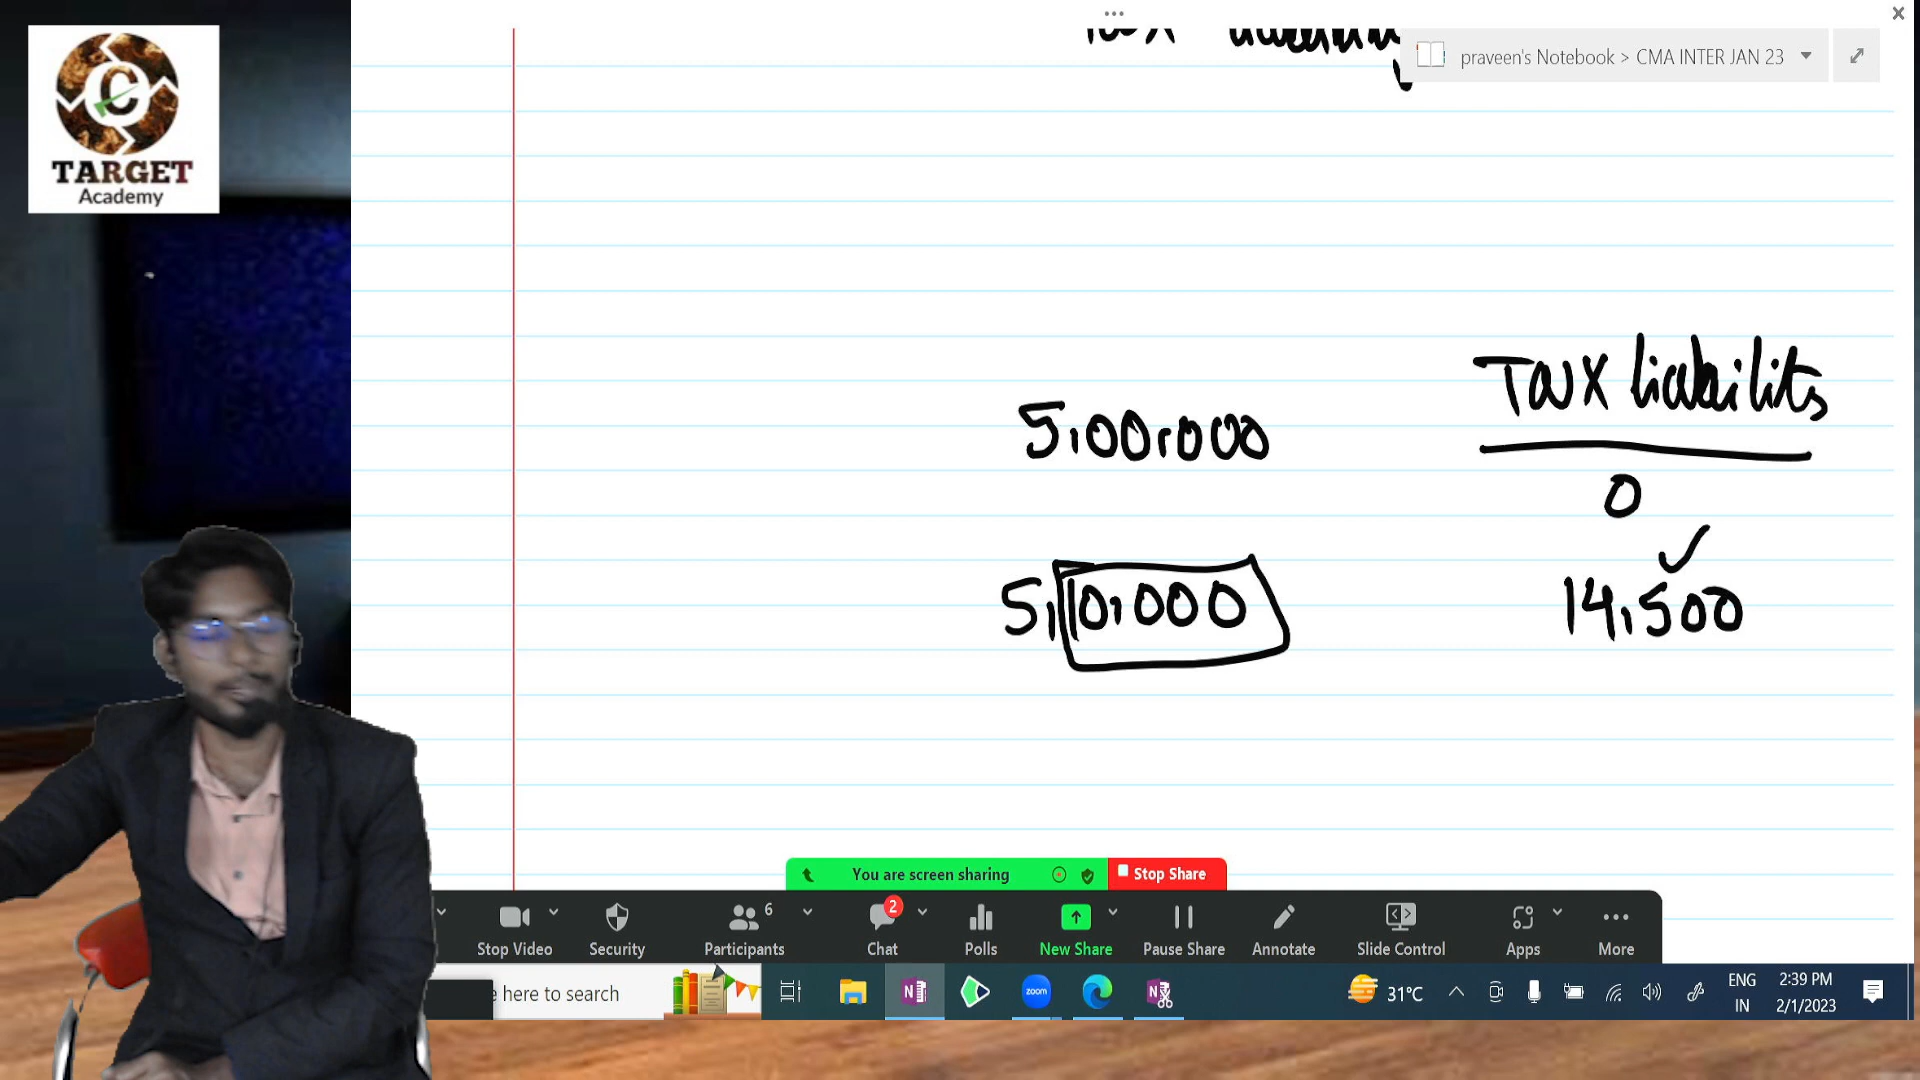 TARGET
Academy
Tax
praveen's Notebook > CMA INTER JAN 23
Tax liability
5,00,000
0
5,10,000
14,500
You are screen sharing
Stop Share
Stop Video
Security
Participants
6
Chat
2
Polls
New Share
Pause Share
Annotate
Slide Control
Apps
More
e here to search
zoom
31°C
ENG
IN
2:39 PM
2/1/2023